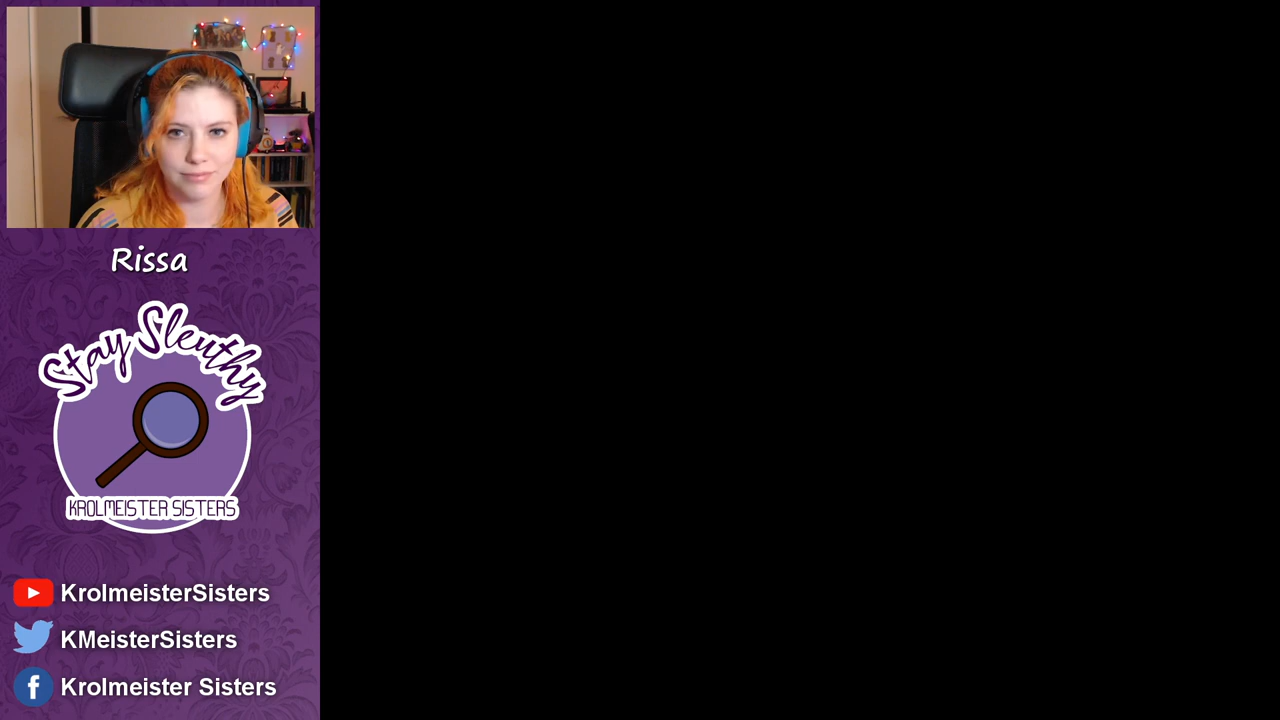 Rissa
Stay Sleuthy
KROLMEISTER SISTERS
KrolmeisterSisters
KMeisterSisters
Krolmeister Sisters